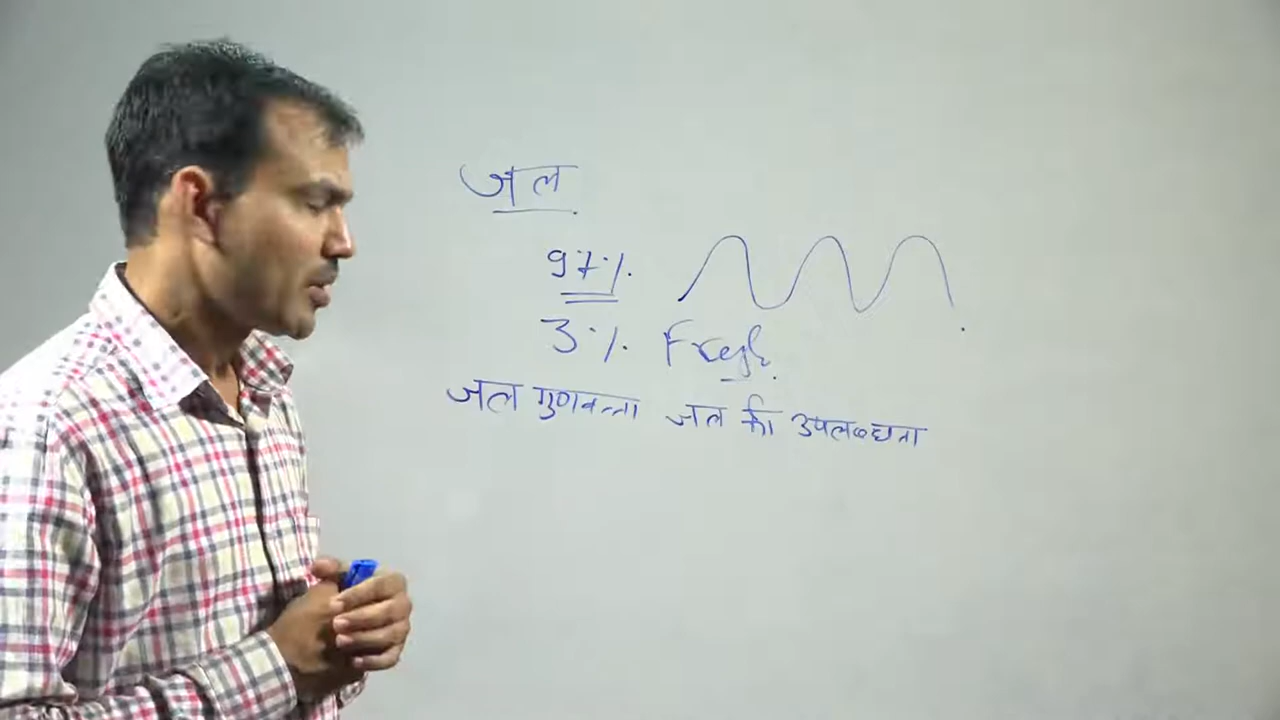 जल
97%.
3%. Fresh.
जल गुणवत्ता जल की उपलब्धता